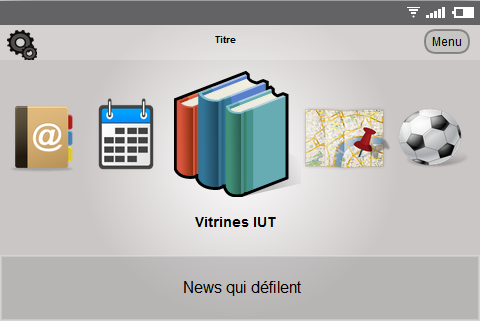 Titre
Menu
@
Vitrines IUT
News qui défilent